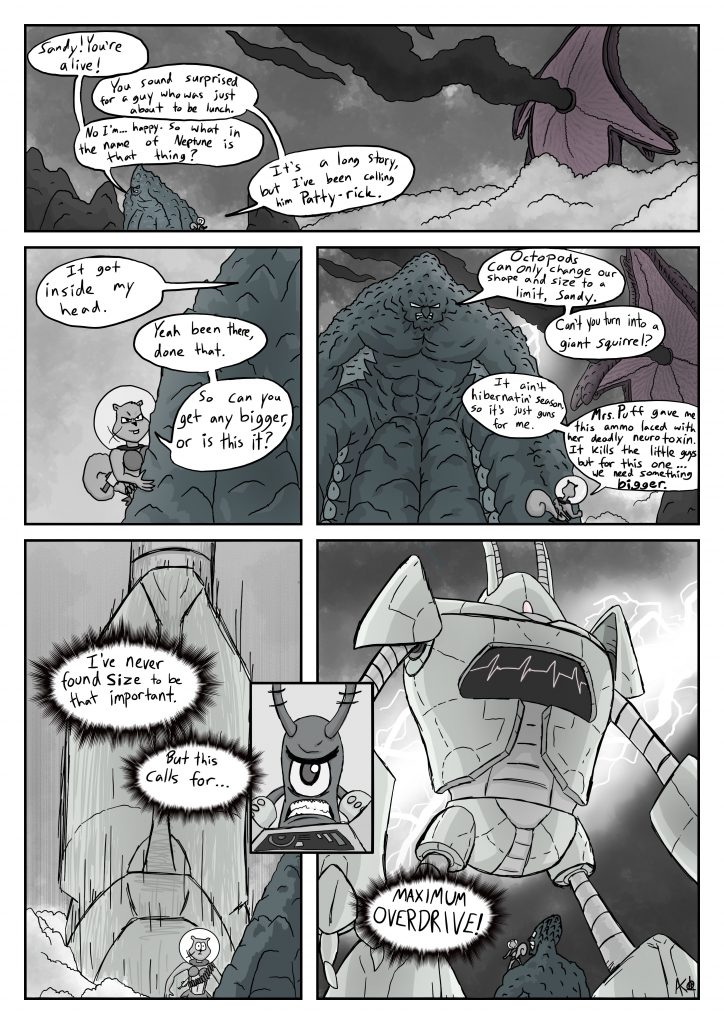 Sandy! You're
alive!
You sound surprised
for a guy who was just
about to be lunch.
No I'm... happy. So what in
the name of Neptune is
that thing?
It's a long story,
but I've been calling
him Patty-rick.
It got
inside my
head.
Yeah been there,
done that.
So can you
get any bigger,
or is this it?
Octopods
Can only change our
shape and size to a
limit, Sandy.
Can't you turn into a
giant squirrel?
It ain't
hibernatin' season,
so it's just guns
for me.
Mrs. Puff gave me
this ammo laced with
her deadly neurotoxin.
It kills the little guys
but for this one...
we need something
bigger.
I've never
found size to be
that important.
But this
calls for...
MAXIMUM
OVERDRIVE!